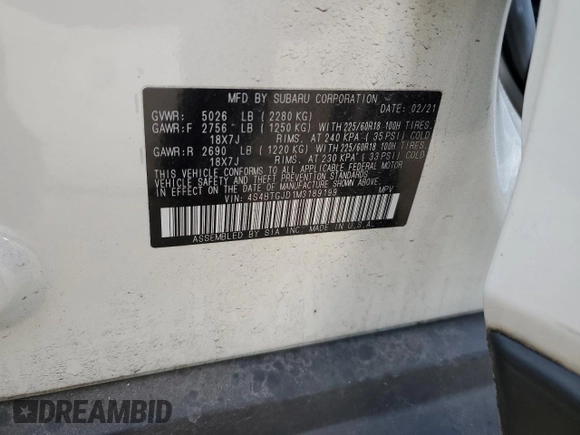 MFD BY SUBARU CORPORATION
DATE: 02/21
GVWR: 5026 LB (2280 KG)
GAWR:F 2756 LB (1250 KG) WITH 225/60R18 100H TIRES,
18X7J RIMS, AT 240 KPA (35 PSI) COLD
GAWR:R 2690 LB (1220 KG) WITH 225/60R18 100H TIRES,
18X7J RIMS, AT 230 KPA (33 PSI) COLD
THIS VEHICLE CONFORMS TO ALL APPLICABLE FEDERAL MOTOR
VEHICLE SAFETY, BUMPER, AND THEFT PREVENTION STANDARDS
IN EFFECT ON THE DATE OF MANUFACTURE SHOWN ABOVE.
VIN: 4S4BTGJD1M3189199 MPV
ASSEMBLED BY SIA INC. MADE IN U.S.A.
DREAMBID